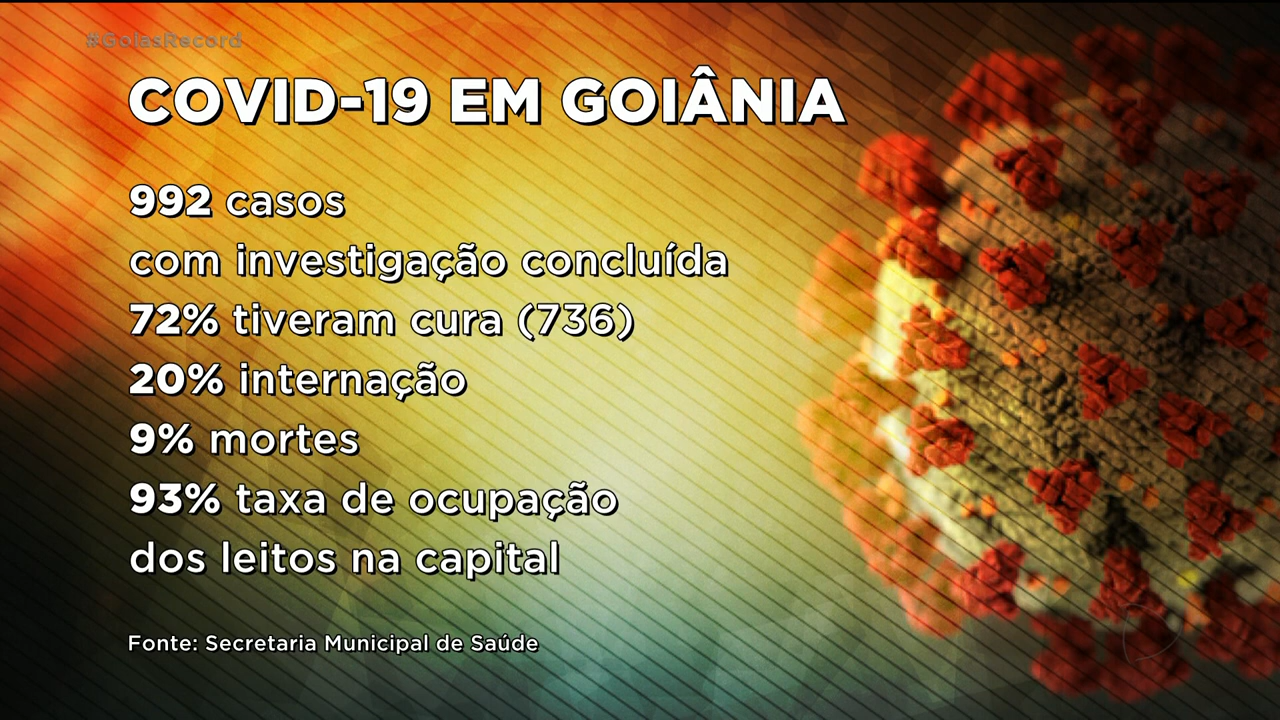 #GoiasRecord
COVID-19 EM GOIÂNIA
992 casos
com investigação concluída
72% tiveram cura (736)
20% internação
9% mortes
93% taxa de ocupação
dos leitos na capital
Fonte: Secretaria Municipal de Saúde